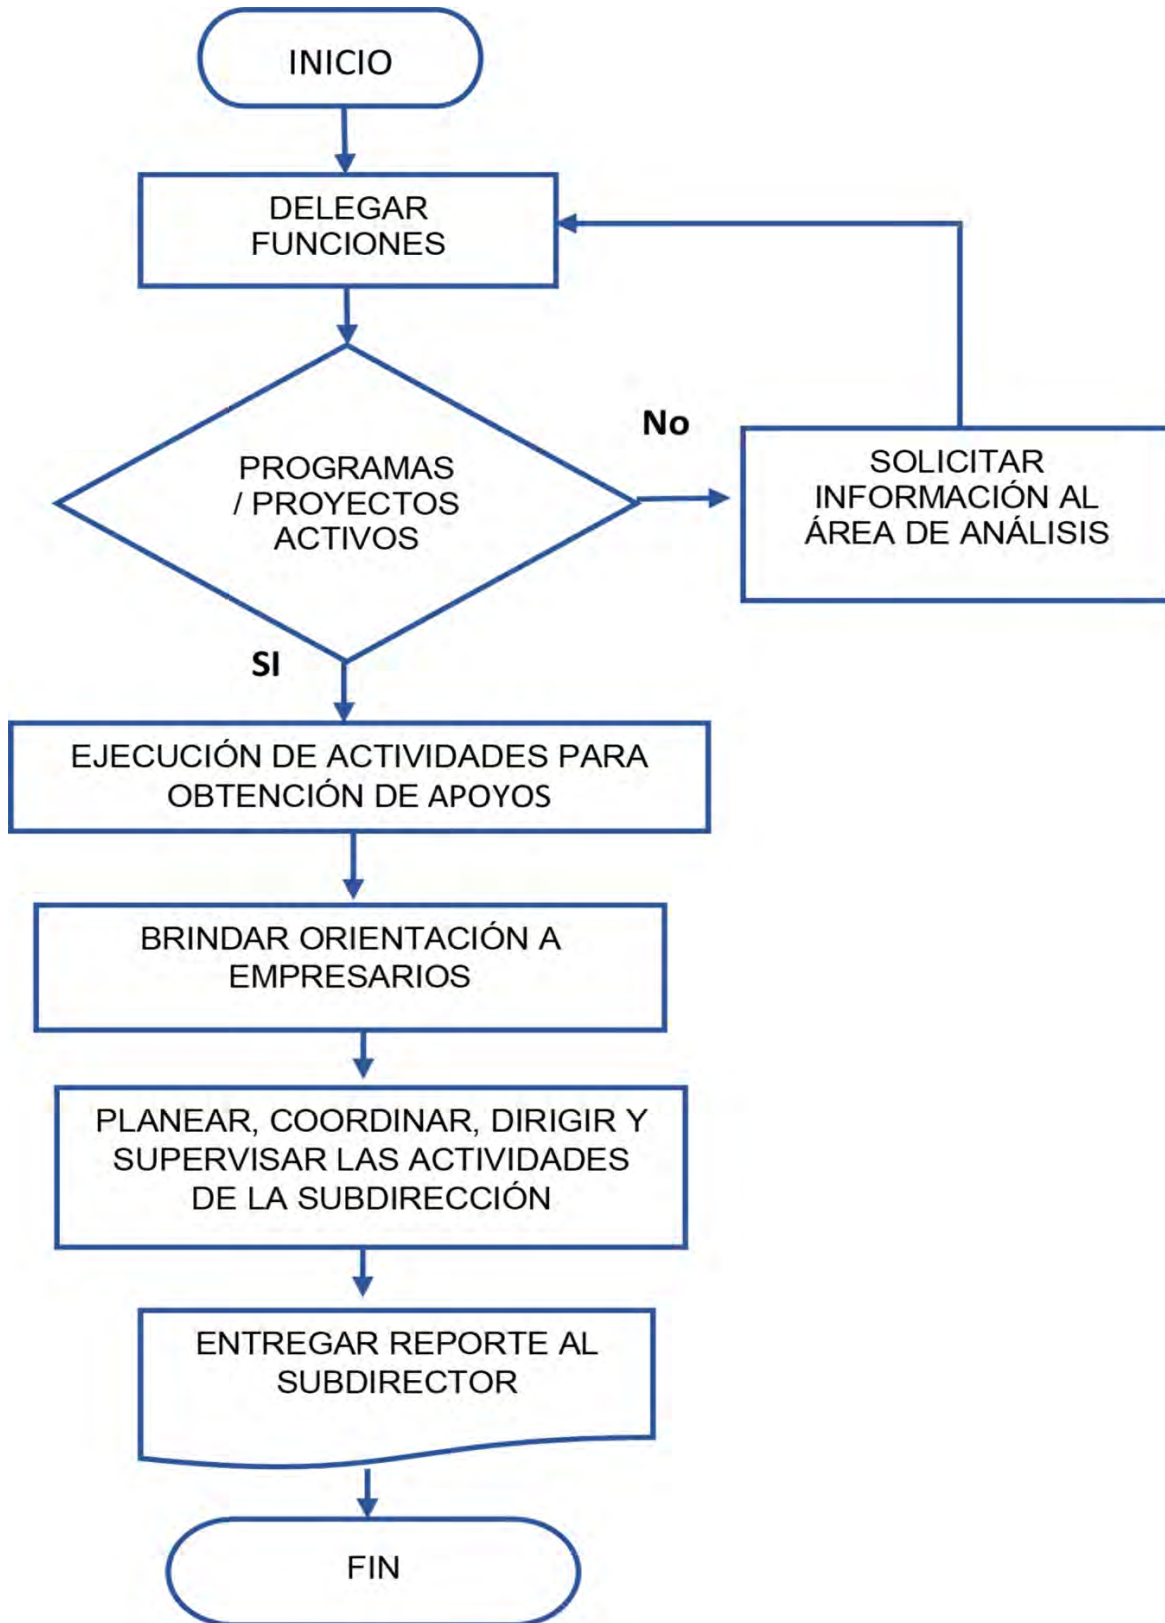 INICIO
DELEGAR
FUNCIONES
No
PROGRAMAS
/ PROYECTOS
ACTIVOS
SOLICITAR
INFORMACIÓN AL
ÁREA DE ANÁLISIS
SI
EJECUCIÓN DE ACTIVIDADES PARA
OBTENCIÓN DE APOYOS
BRINDAR ORIENTACIÓN A
EMPRESARIOS
PLANEAR, COORDINAR, DIRIGIR Y
SUPERVISAR LAS ACTIVIDADES
DE LA SUBDIRECCIÓN
ENTREGAR REPORTE AL
SUBDIRECTOR
FIN